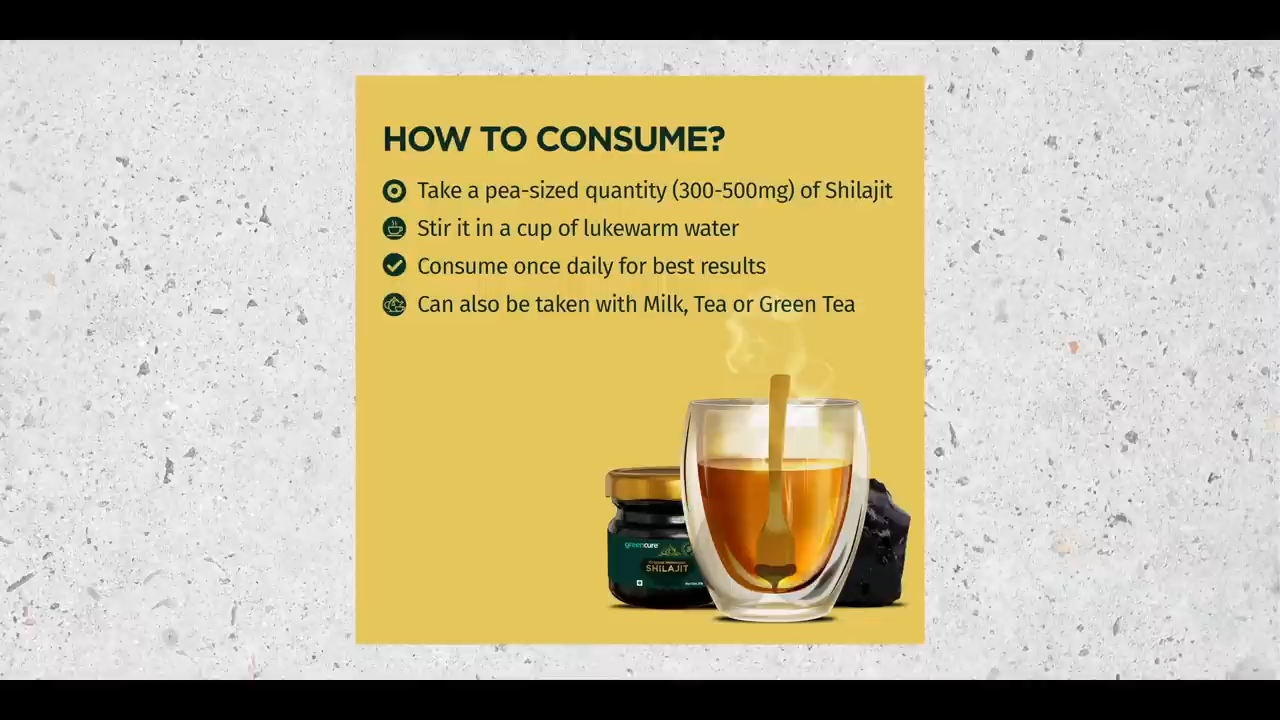 HOW TO CONSUME?
Take a pea-sized quantity (300-500mg) of Shilajit
Stir it in a cup of lukewarm water
Consume once daily for best results
Can also be taken with Milk, Tea or Green Tea
greencure
SHILAJIT